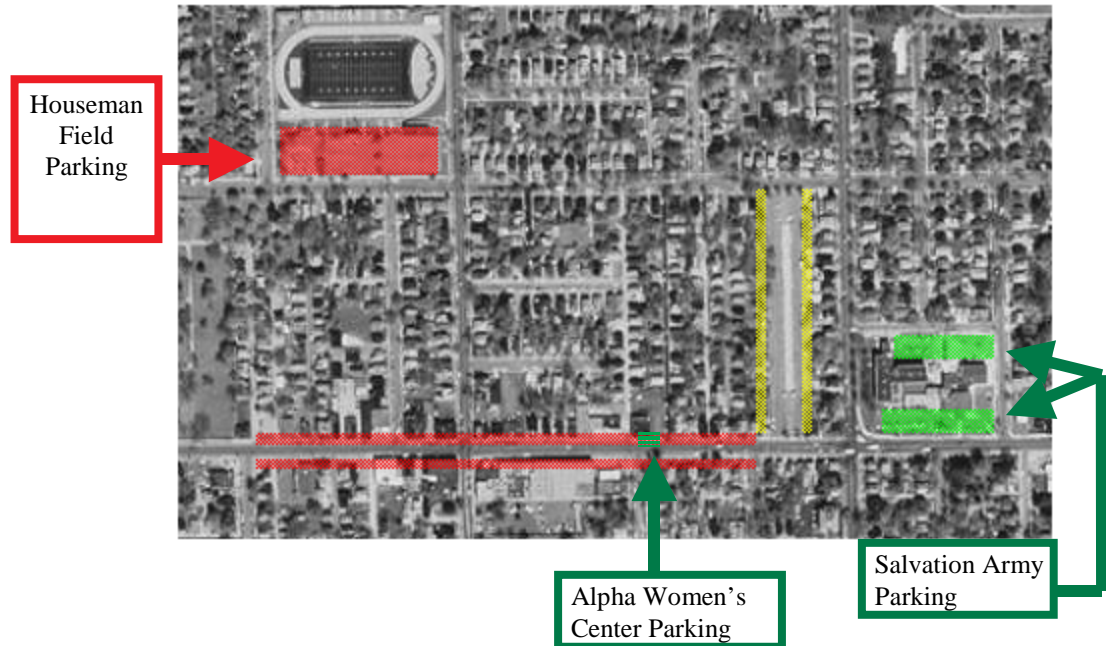 Houseman
Field
Parking
Salvation Army
Parking
Alpha Women's
Center Parking